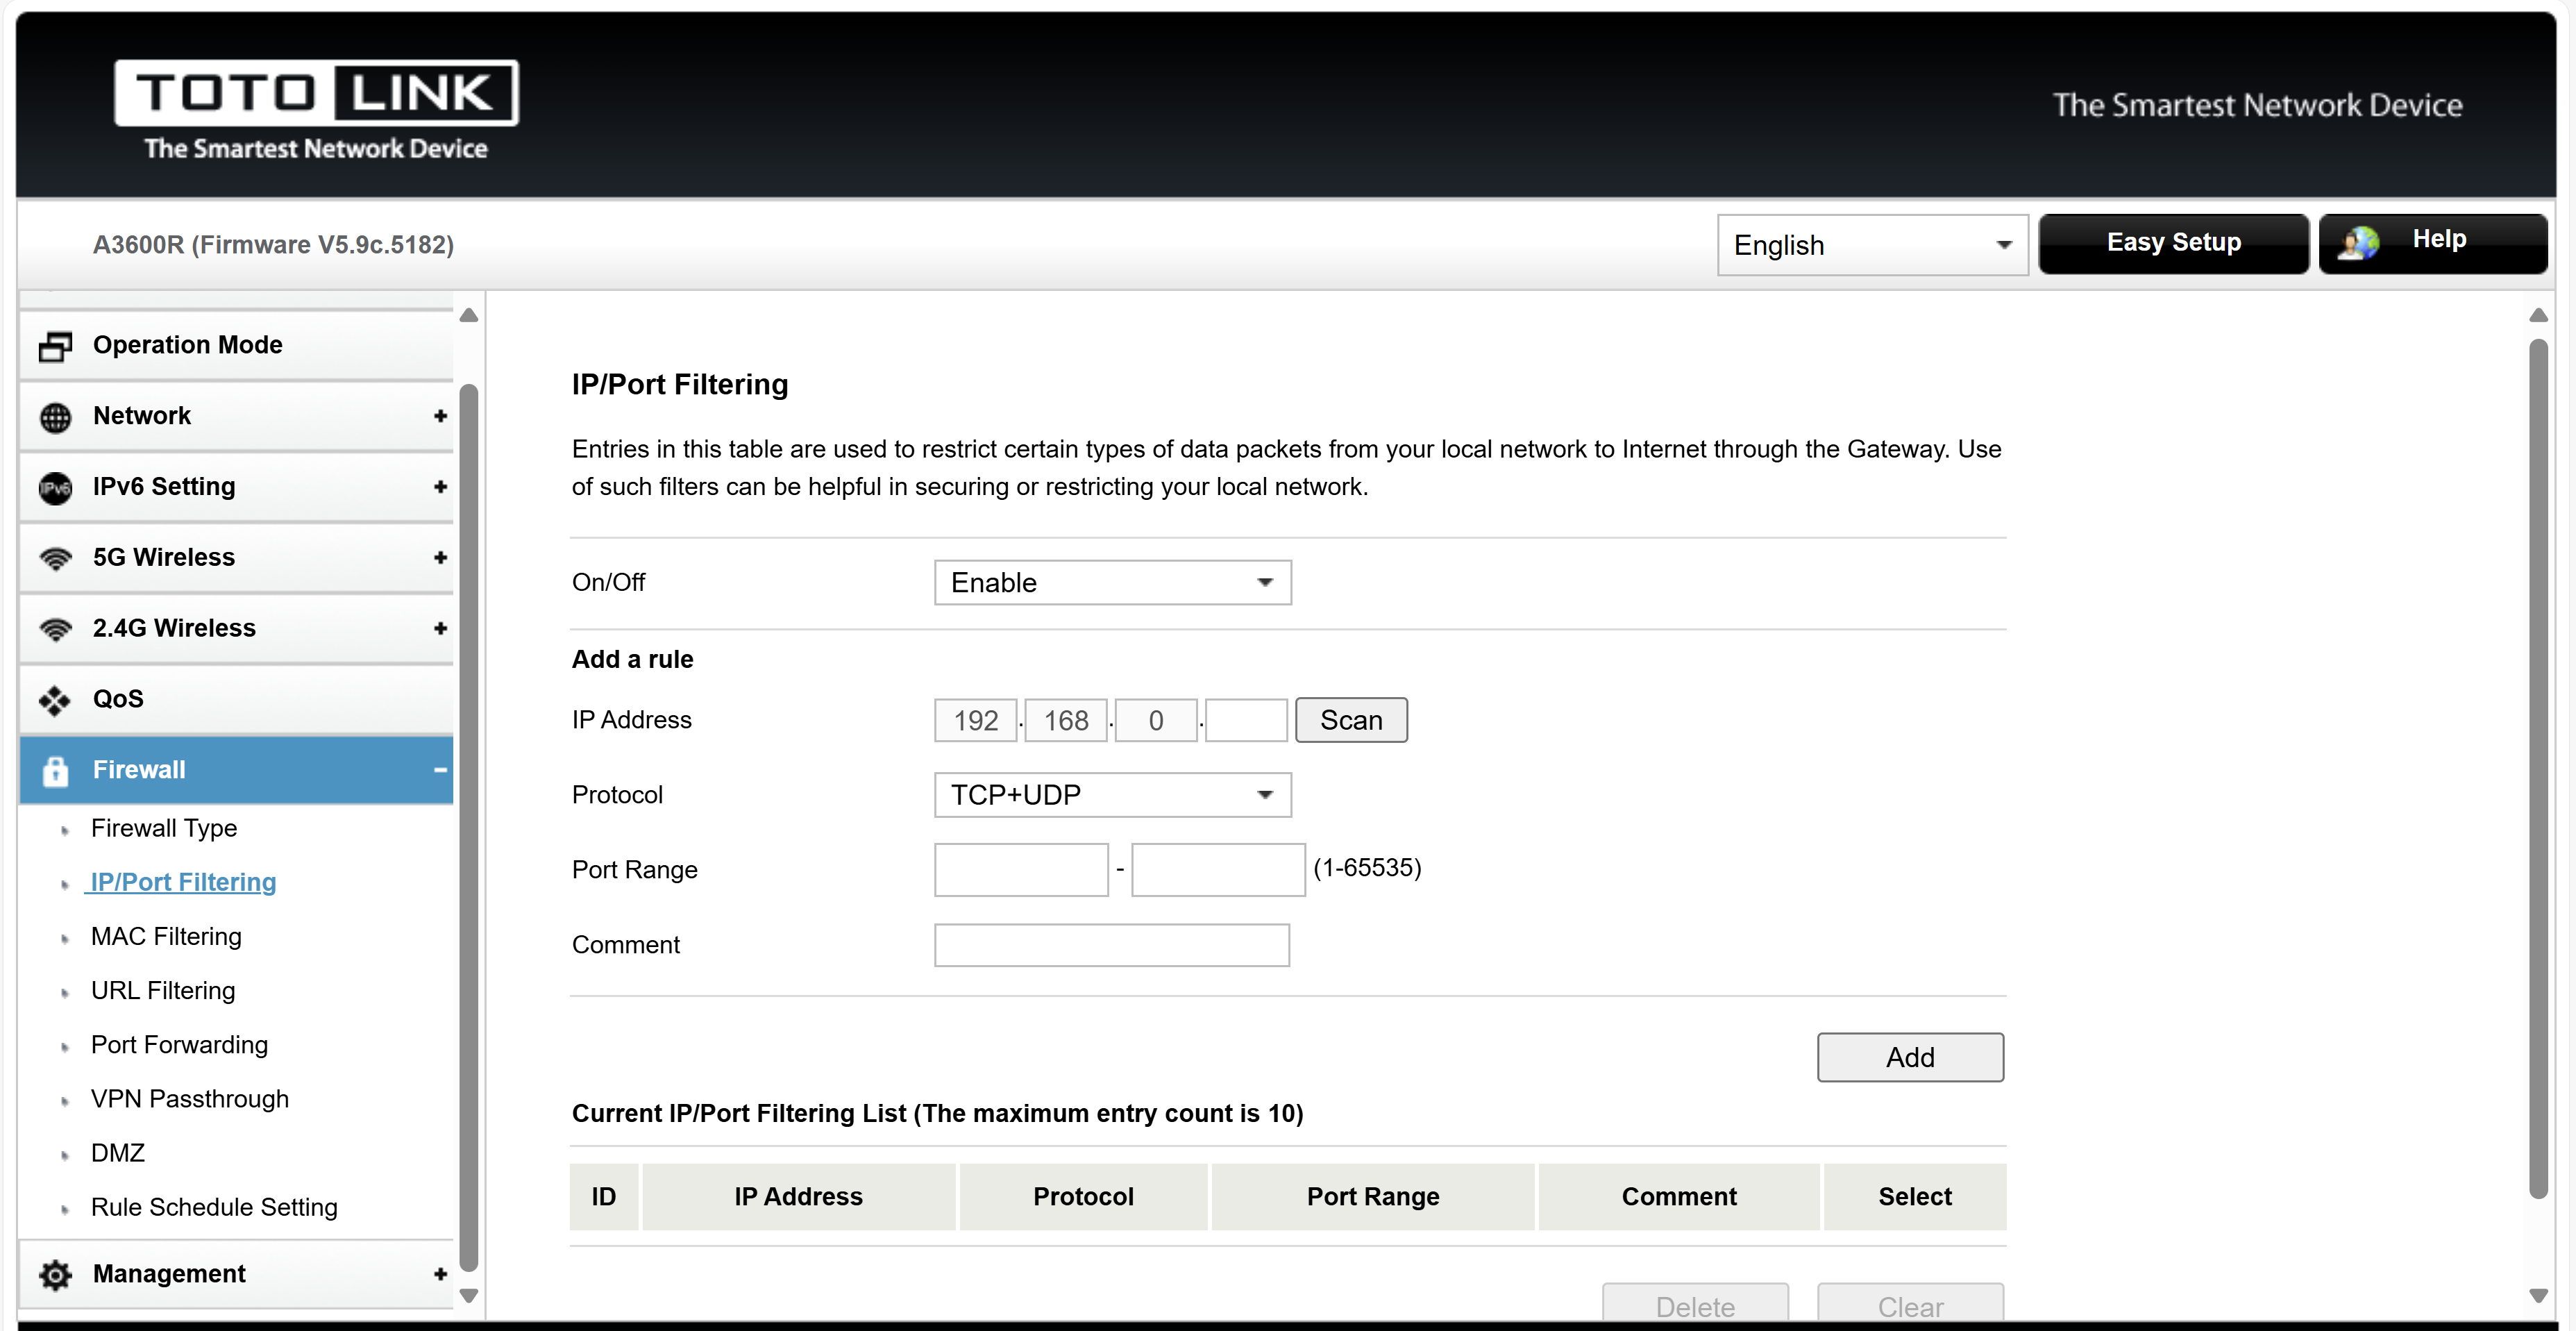 TOTO LINK
The Smartest Network Device
The Smartest Network Device
A3600R (Firmware V5.9c.5182)
English
Easy Setup
Help
Operation Mode
Network +
IPv6 IPv6 Setting +
5G Wireless +
2.4G Wireless +
QoS
Firewall −
Firewall Type
IP/Port Filtering
MAC Filtering
URL Filtering
Port Forwarding
VPN Passthrough
DMZ
Rule Schedule Setting
Management +
IP/Port Filtering
Entries in this table are used to restrict certain types of data packets from your local network to Internet through the Gateway. Use
of such filters can be helpful in securing or restricting your local network.
On/Off Enable
Add a rule
IP Address 192 . 168 . 0 . Scan
Protocol TCP+UDP
Port Range - (1-65535)
Comment
Add
Current IP/Port Filtering List (The maximum entry count is 10)
ID IP Address Protocol Port Range Comment Select
Delete Clear